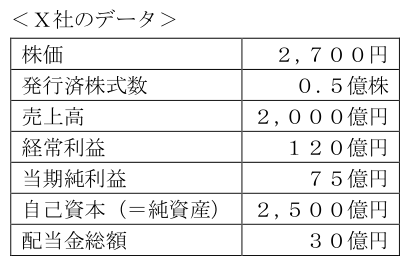 ＜Ｘ社のデータ＞
株価 ２，７００円
発行済株式数 ０．５億株
売上高 ２，０００億円
経常利益 １２０億円
当期純利益 ７５億円
自己資本（＝純資産） ２，５００億円
配当金総額 ３０億円